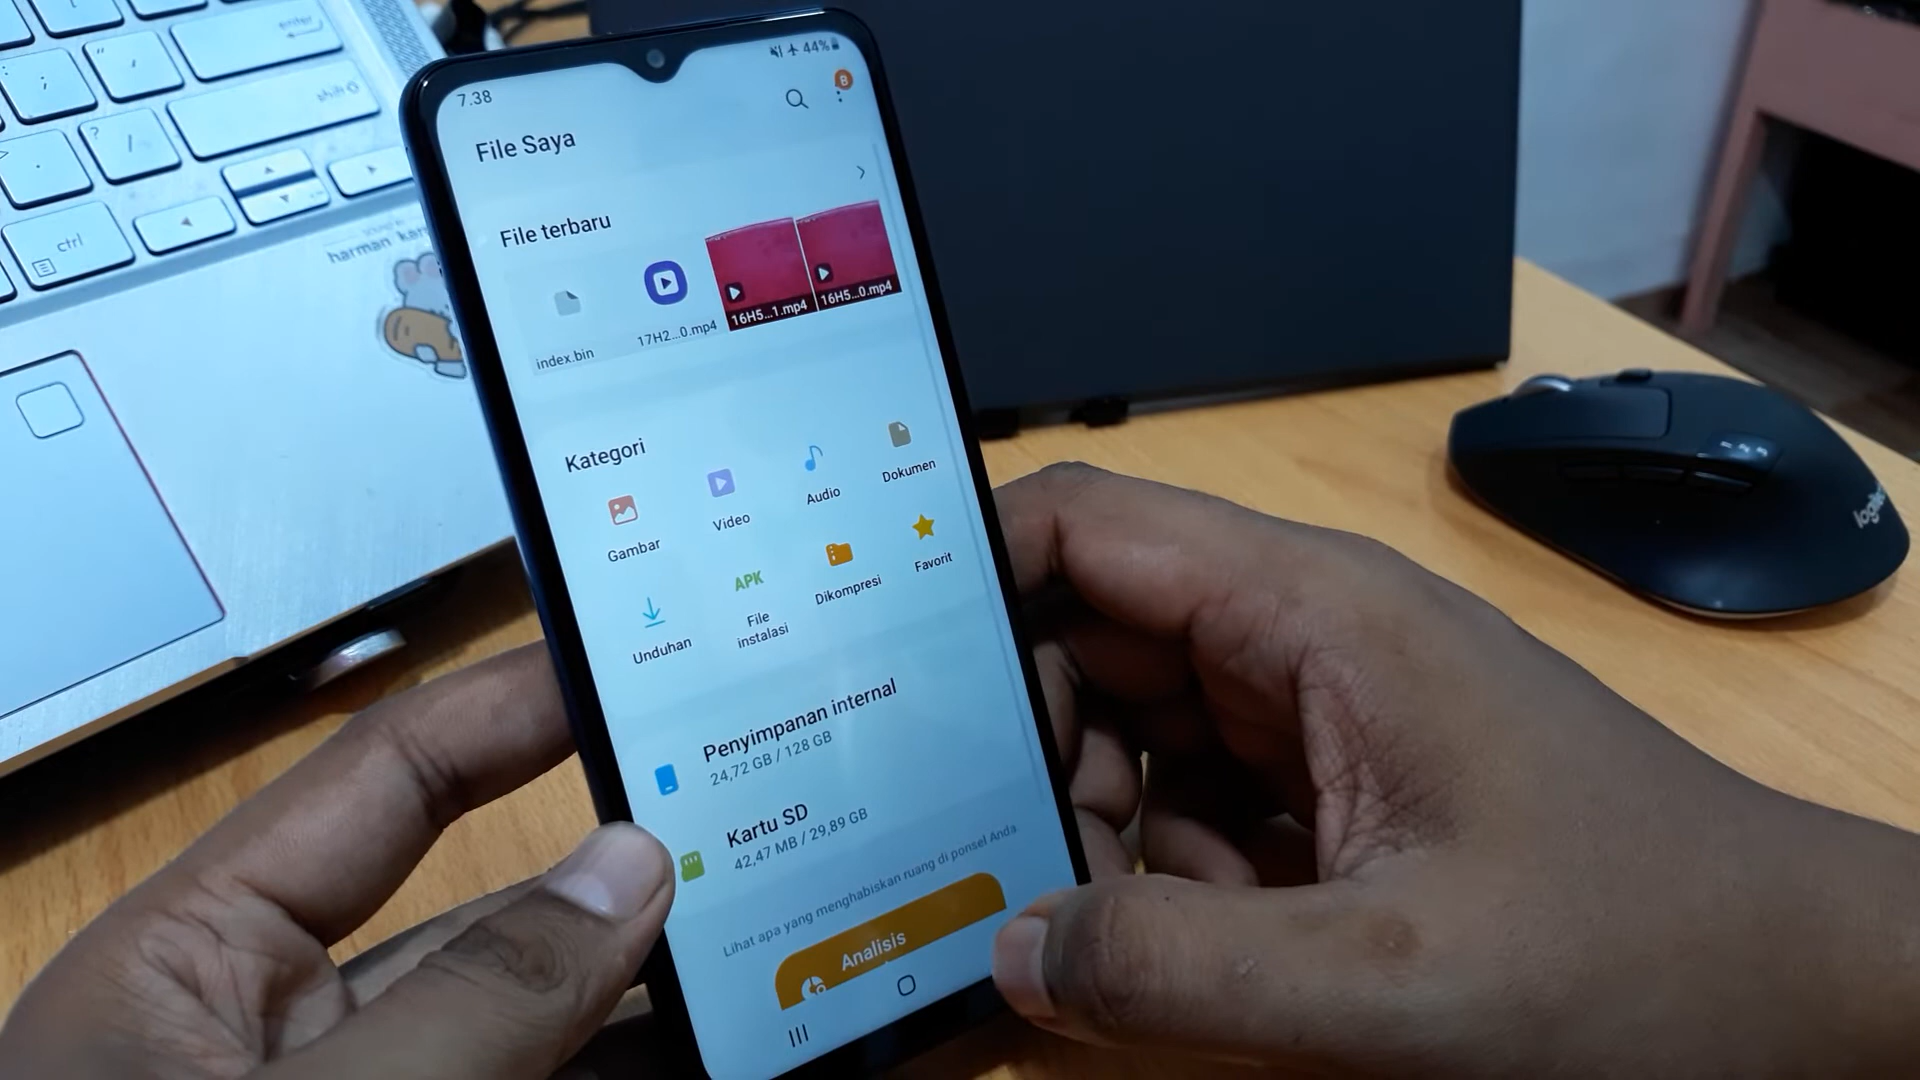 enter
shift
ctrl
harman kar
44%
7.38
8
File Saya
File terbaru
index.bin
17H2...0.mp4
16H5...1.mp4
16H5...0.mp4
Kategori
Gambar
Video
Audio
Dokumen
Unduhan
APK
File
instalasi
Dikompresi
Favorit
Penyimpanan internal
24,72 GB / 128 GB
Kartu SD
42,47 MB / 29,89 GB
Lihat apa yang menghabiskan ruang di ponsel Anda.
Analisis